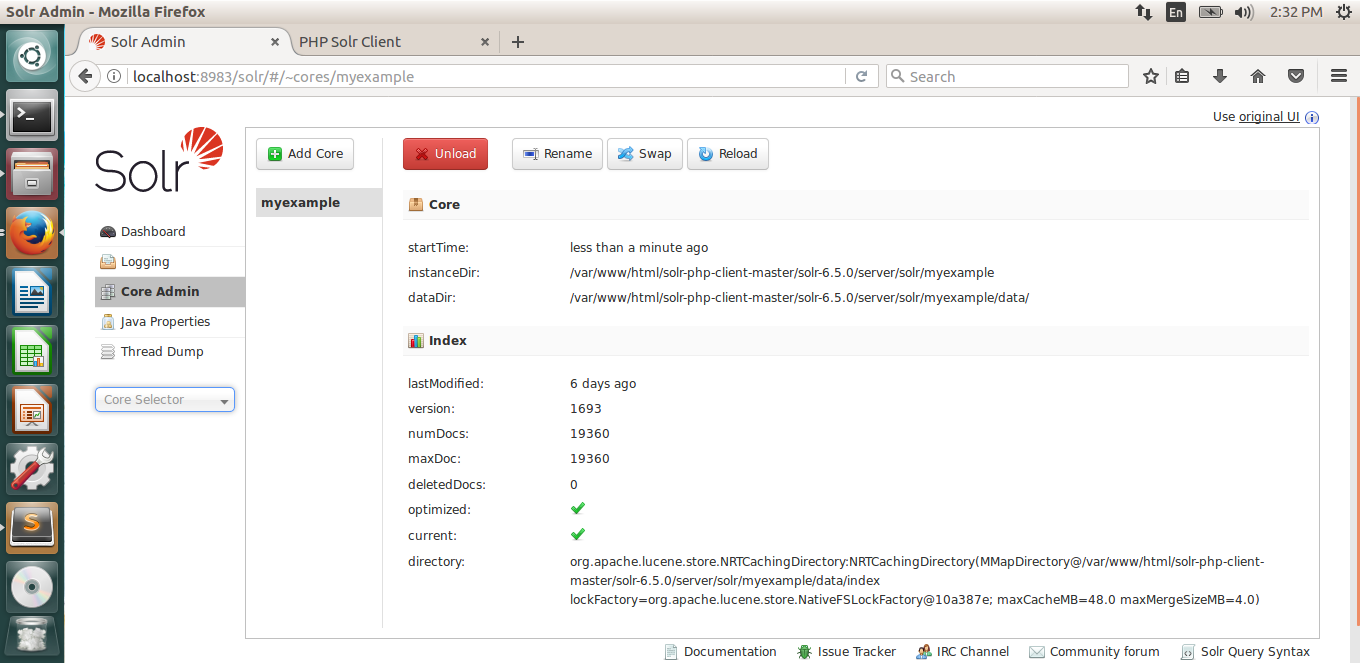 Solr Admin - Mozilla Firefox
En
2:32 PM
Solr Admin
PHP Solr Client
localhost:8983/solr/#/~cores/myexample
Search
Use original UI
Solr
Add Core
Unload
Rename
Swap
Reload
myexample
Dashboard
Logging
Core Admin
Java Properties
Thread Dump
Core Selector
Core
startTime: less than a minute ago
instanceDir: /var/www/html/solr-php-client-master/solr-6.5.0/server/solr/myexample
dataDir: /var/www/html/solr-php-client-master/solr-6.5.0/server/solr/myexample/data/
Index
lastModified: 6 days ago
version: 1693
numDocs: 19360
maxDoc: 19360
deletedDocs: 0
optimized:
current:
directory: org.apache.lucene.store.NRTCachingDirectory:NRTCachingDirectory(MMapDirectory@/var/www/html/solr-php-client-
master/solr-6.5.0/server/solr/myexample/data/index
lockFactory=org.apache.lucene.store.NativeFSLockFactory@10a387e; maxCacheMB=48.0 maxMergeSizeMB=4.0)
Documentation
Issue Tracker
IRC Channel
Community forum
Solr Query Syntax